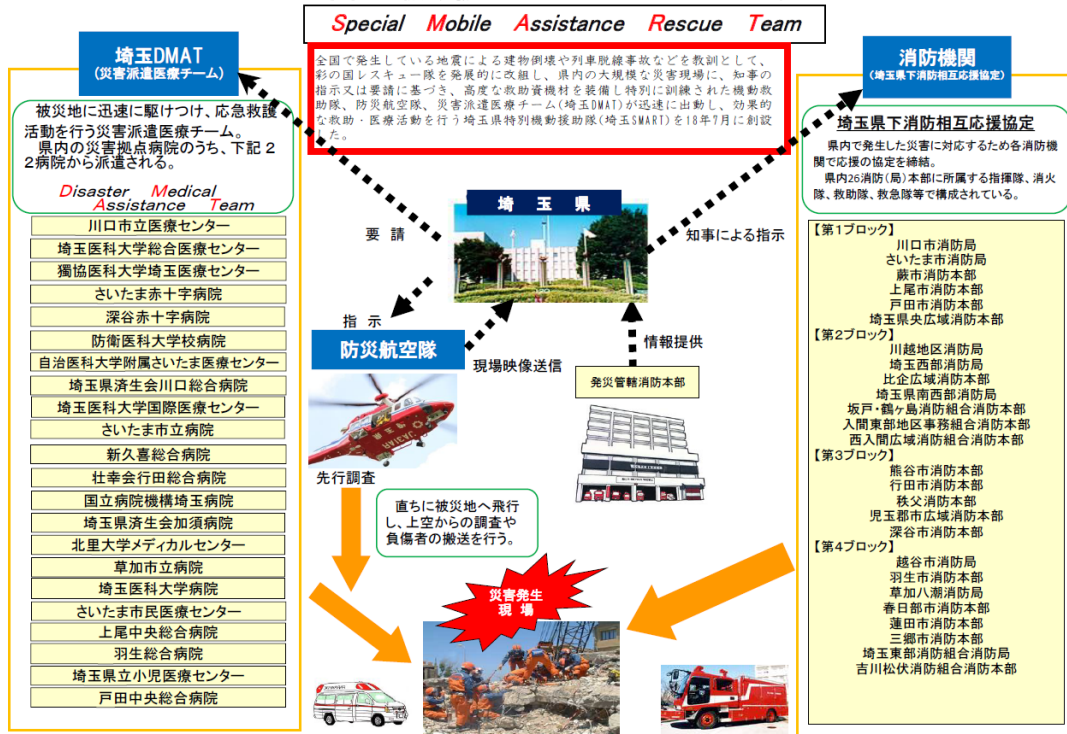 Special Mobile Assistance Rescue Team
全国で発生している地震による建物倒壊や列車脱線事故などを教訓として、
彩の国レスキュー隊を発展的に改組し、県内の大規模な災害現場に、知事の
指示又は要請に基づき、高度な救助資機材を装備し特別に訓練された機動救
助隊、防災航空隊、災害派遣医療チーム(埼玉DMAT)が迅速に出動し、効果的
な救助・医療活動を行う埼玉県特別機動援助隊(埼玉SMART)を18年7月に創設
した。
埼玉DMAT
(災害派遣医療チーム)
被災地に迅速に駆けつけ、応急救護
活動を行う災害派遣医療チーム。
県内の災害拠点病院のうち、下記2
2病院から派遣される。
Disaster Medical
Assistance Team
川口市立医療センター
埼玉医科大学総合医療センター
獨協医科大学埼玉医療センター
さいたま赤十字病院
深谷赤十字病院
防衛医科大学校病院
自治医科大学附属さいたま医療センター
埼玉県済生会川口総合病院
埼玉医科大学国際医療センター
さいたま市立病院
新久喜総合病院
壮幸会行田総合病院
国立病院機構埼玉病院
埼玉県済生会加須病院
北里大学メディカルセンター
草加市立病院
埼玉医科大学病院
さいたま市民医療センター
上尾中央総合病院
羽生総合病院
埼玉県立小児医療センター
戸田中央総合病院
埼玉県
要請
知事による指示
指示
防災航空隊
現場映像送信
情報提供
発災管轄消防本部
先行調査
直ちに被災地へ飛行
し、上空からの調査や
負傷者の搬送を行う。
災害発生
現場
消防機関
(埼玉県下消防相互応援協定)
埼玉県下消防相互応援協定
県内で発生した災害に対応するため各消防機
関で応援の協定を締結。
県内26消防(局)本部に所属する指揮隊、消火
隊、救助隊、救急隊等で構成されている。
【第1ブロック】
川口市消防局
さいたま市消防局
蕨市消防本部
上尾市消防本部
戸田市消防本部
埼玉県央広域消防本部
【第2ブロック】
川越地区消防局
埼玉西部消防局
比企広域消防本部
埼玉県南西部消防局
坂戸・鶴ヶ島消防組合消防本部
入間東部地区事務組合消防本部
西入間広域消防組合消防本部
【第3ブロック】
熊谷市消防本部
行田市消防本部
秩父消防本部
児玉郡市広域消防本部
深谷市消防本部
【第4ブロック】
越谷市消防局
羽生市消防本部
草加八潮消防局
春日部市消防本部
蓮田市消防本部
三郷市消防本部
埼玉東部消防組合消防局
吉川松伏消防組合消防本部